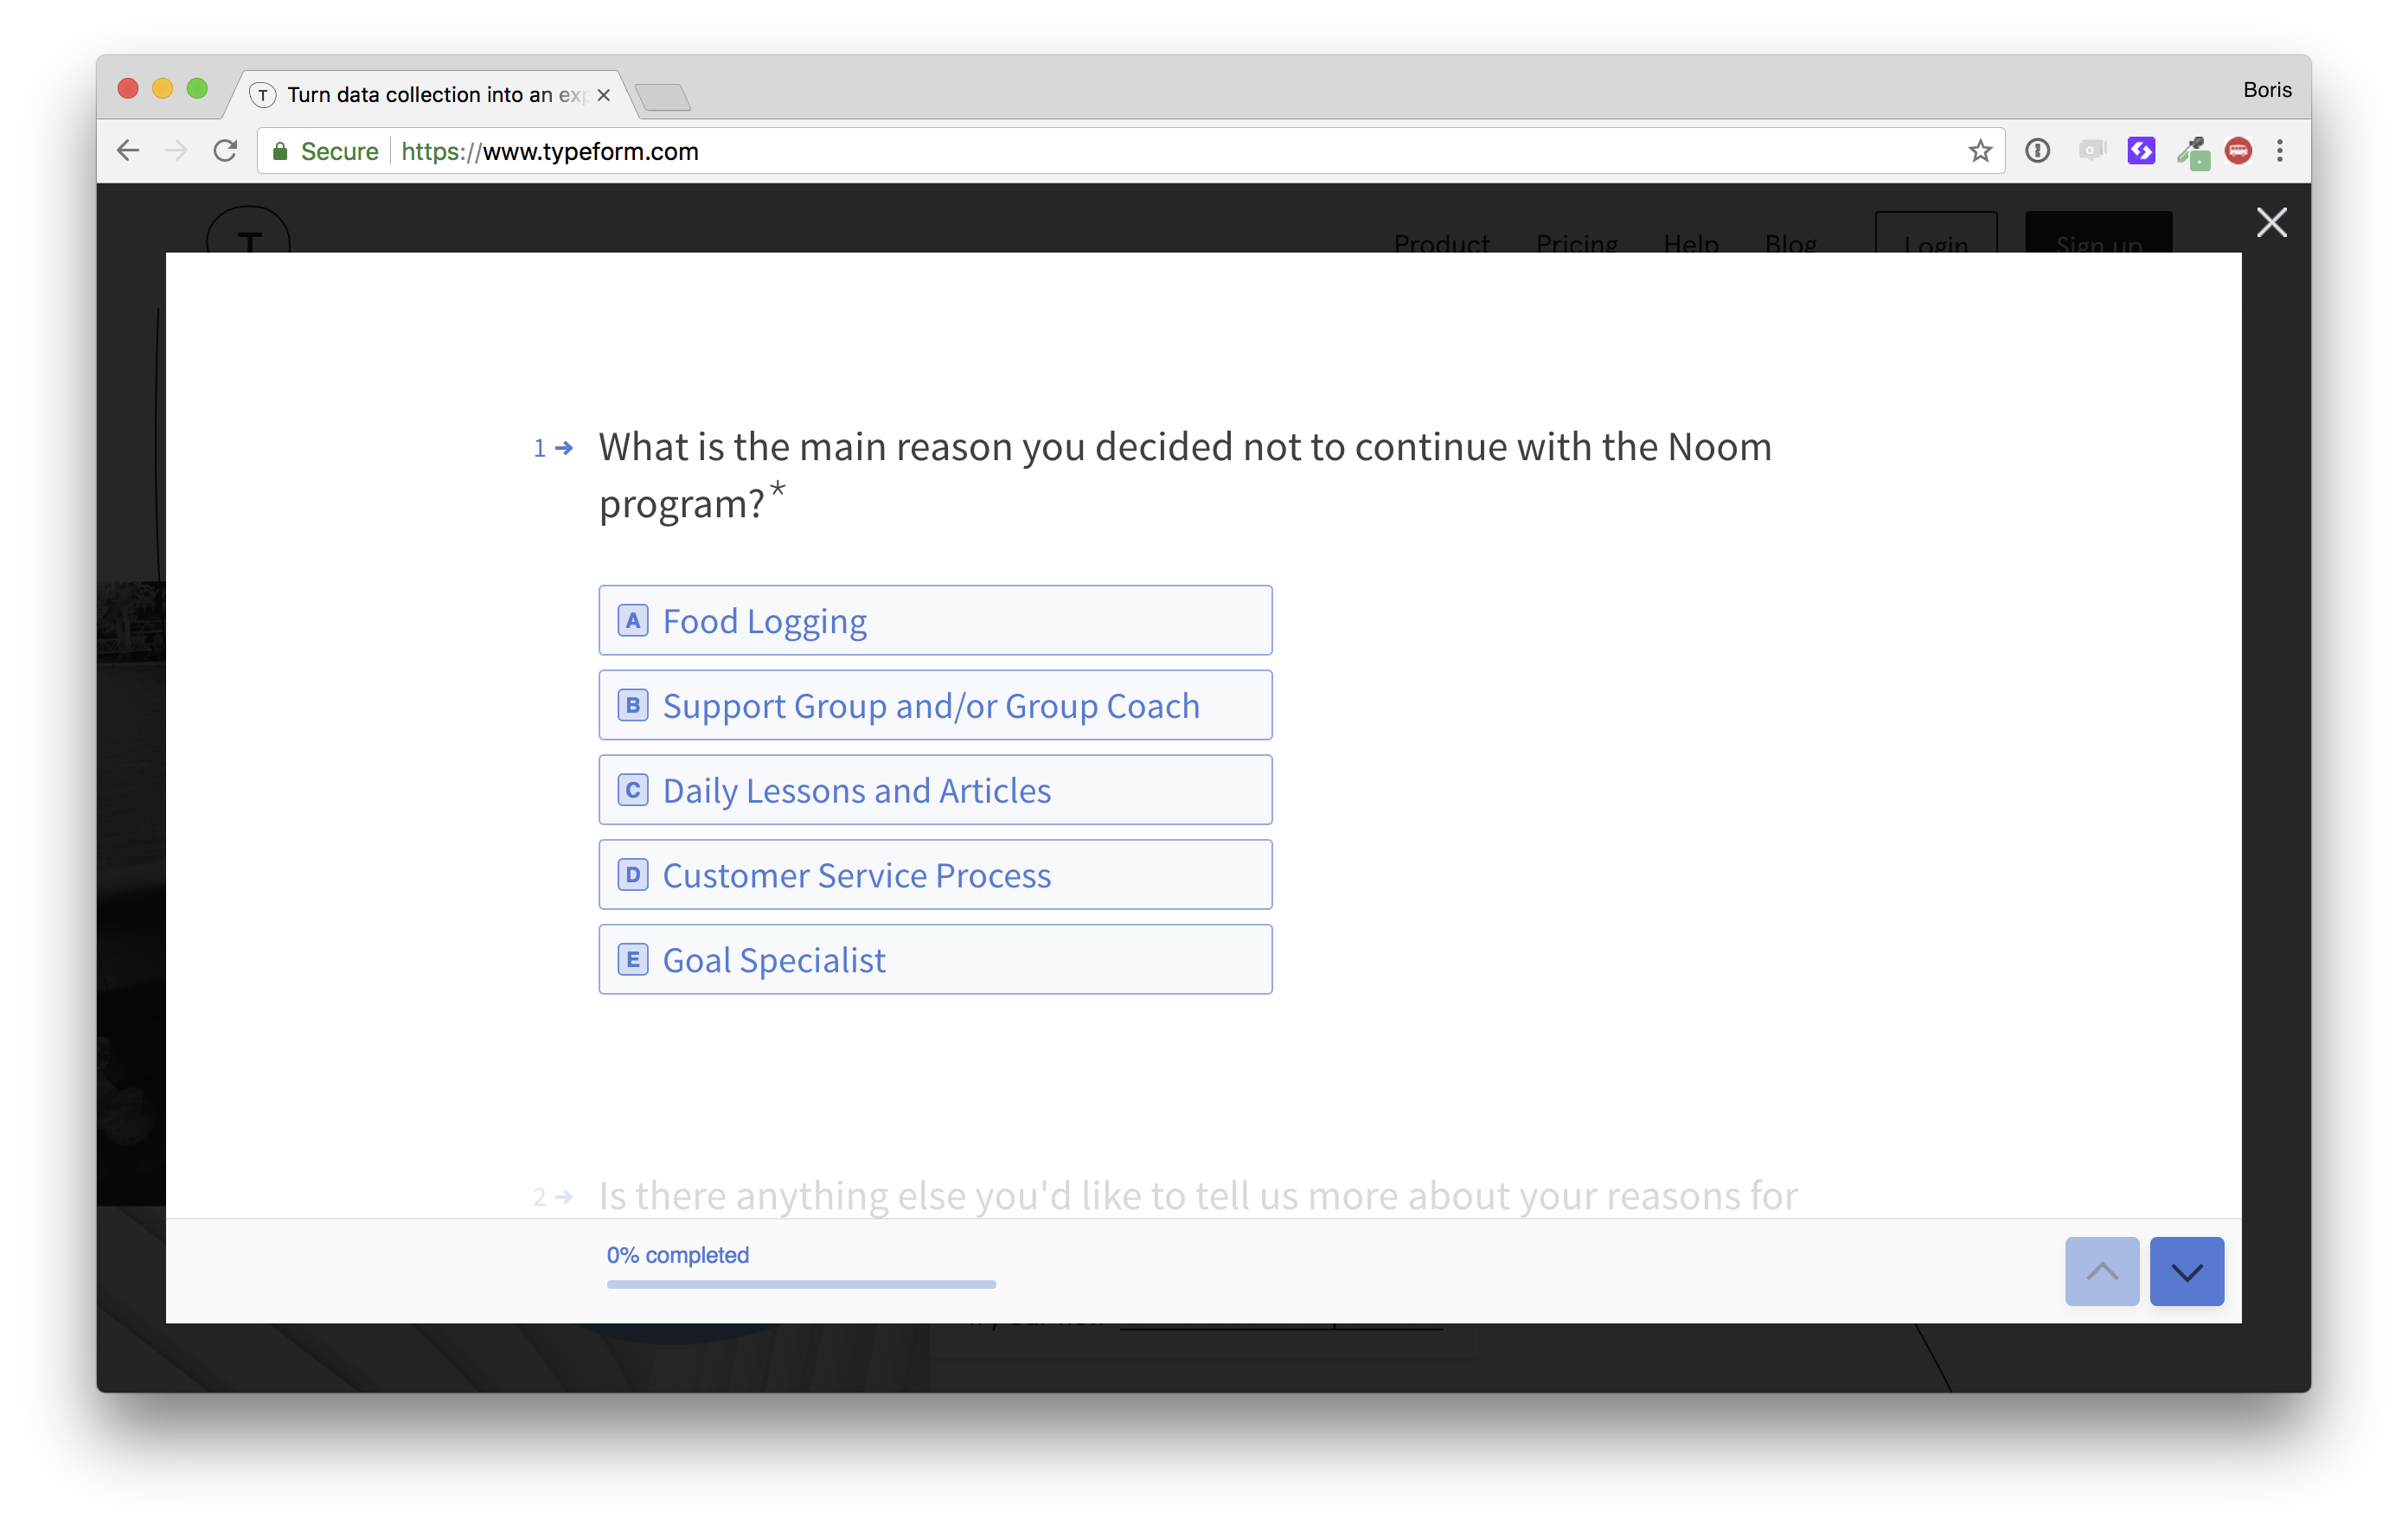 Turn data collection into an exp
Boris
Secure https://www.typeform.com
T
Product Pricing Help Blog Login Sign up
1 → What is the main reason you decided not to continue with the Noom
program?*
A Food Logging
B Support Group and/or Group Coach
C Daily Lessons and Articles
D Customer Service Process
E Goal Specialist
2 → Is there anything else you'd like to tell us more about your reasons for
0% completed